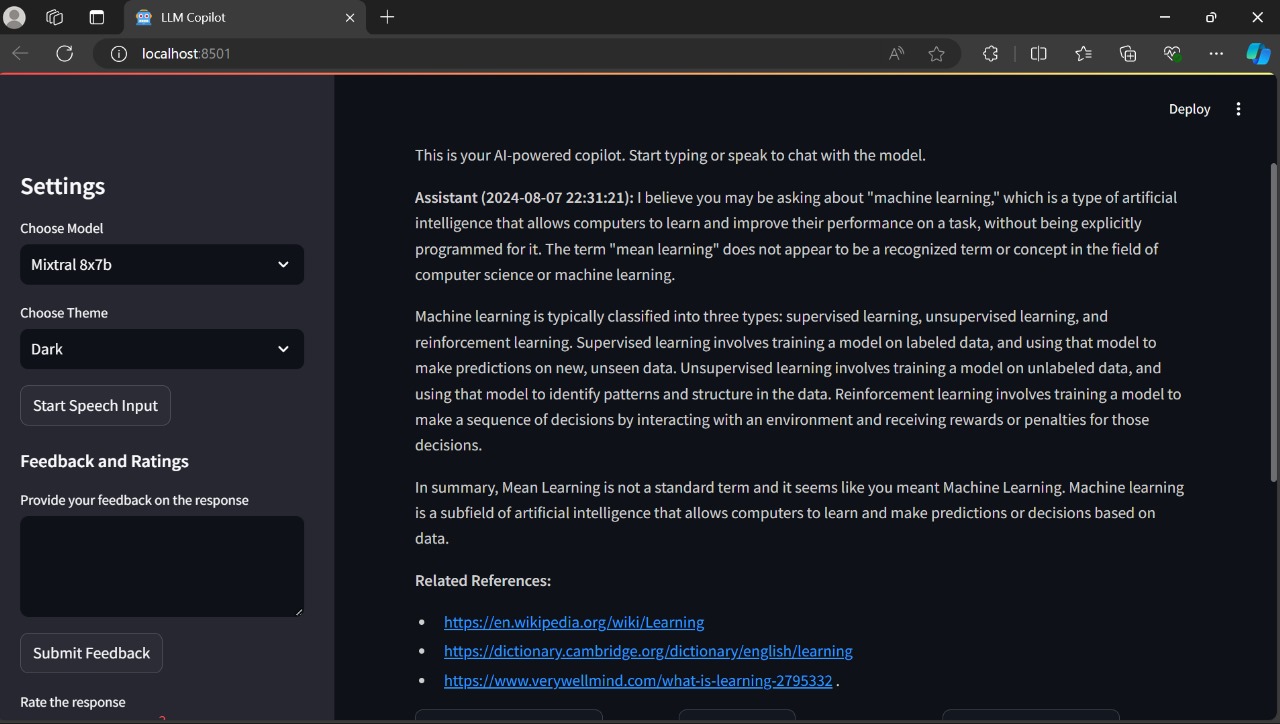 LLM Copilot
localhost:8501
Deploy
Settings
Choose Model
Mixtral 8x7b
Choose Theme
Dark
Start Speech Input
Feedback and Ratings
Provide your feedback on the response
Submit Feedback
Rate the response
This is your AI-powered copilot. Start typing or speak to chat with the model.
Assistant (2024-08-07 22:31:21): I believe you may be asking about "machine learning," which is a type of artificial
intelligence that allows computers to learn and improve their performance on a task, without being explicitly
programmed for it. The term "mean learning" does not appear to be a recognized term or concept in the field of
computer science or machine learning.
Machine learning is typically classified into three types: supervised learning, unsupervised learning, and
reinforcement learning. Supervised learning involves training a model on labeled data, and using that model to
make predictions on new, unseen data. Unsupervised learning involves training a model on unlabeled data, and
using that model to identify patterns and structure in the data. Reinforcement learning involves training a model to
make a sequence of decisions by interacting with an environment and receiving rewards or penalties for those
decisions.
In summary, Mean Learning is not a standard term and it seems like you meant Machine Learning. Machine learning
is a subfield of artificial intelligence that allows computers to learn and make predictions or decisions based on
data.
Related References:
• https://en.wikipedia.org/wiki/Learning
• https://dictionary.cambridge.org/dictionary/english/learning
• https://www.verywellmind.com/what-is-learning-2795332 .